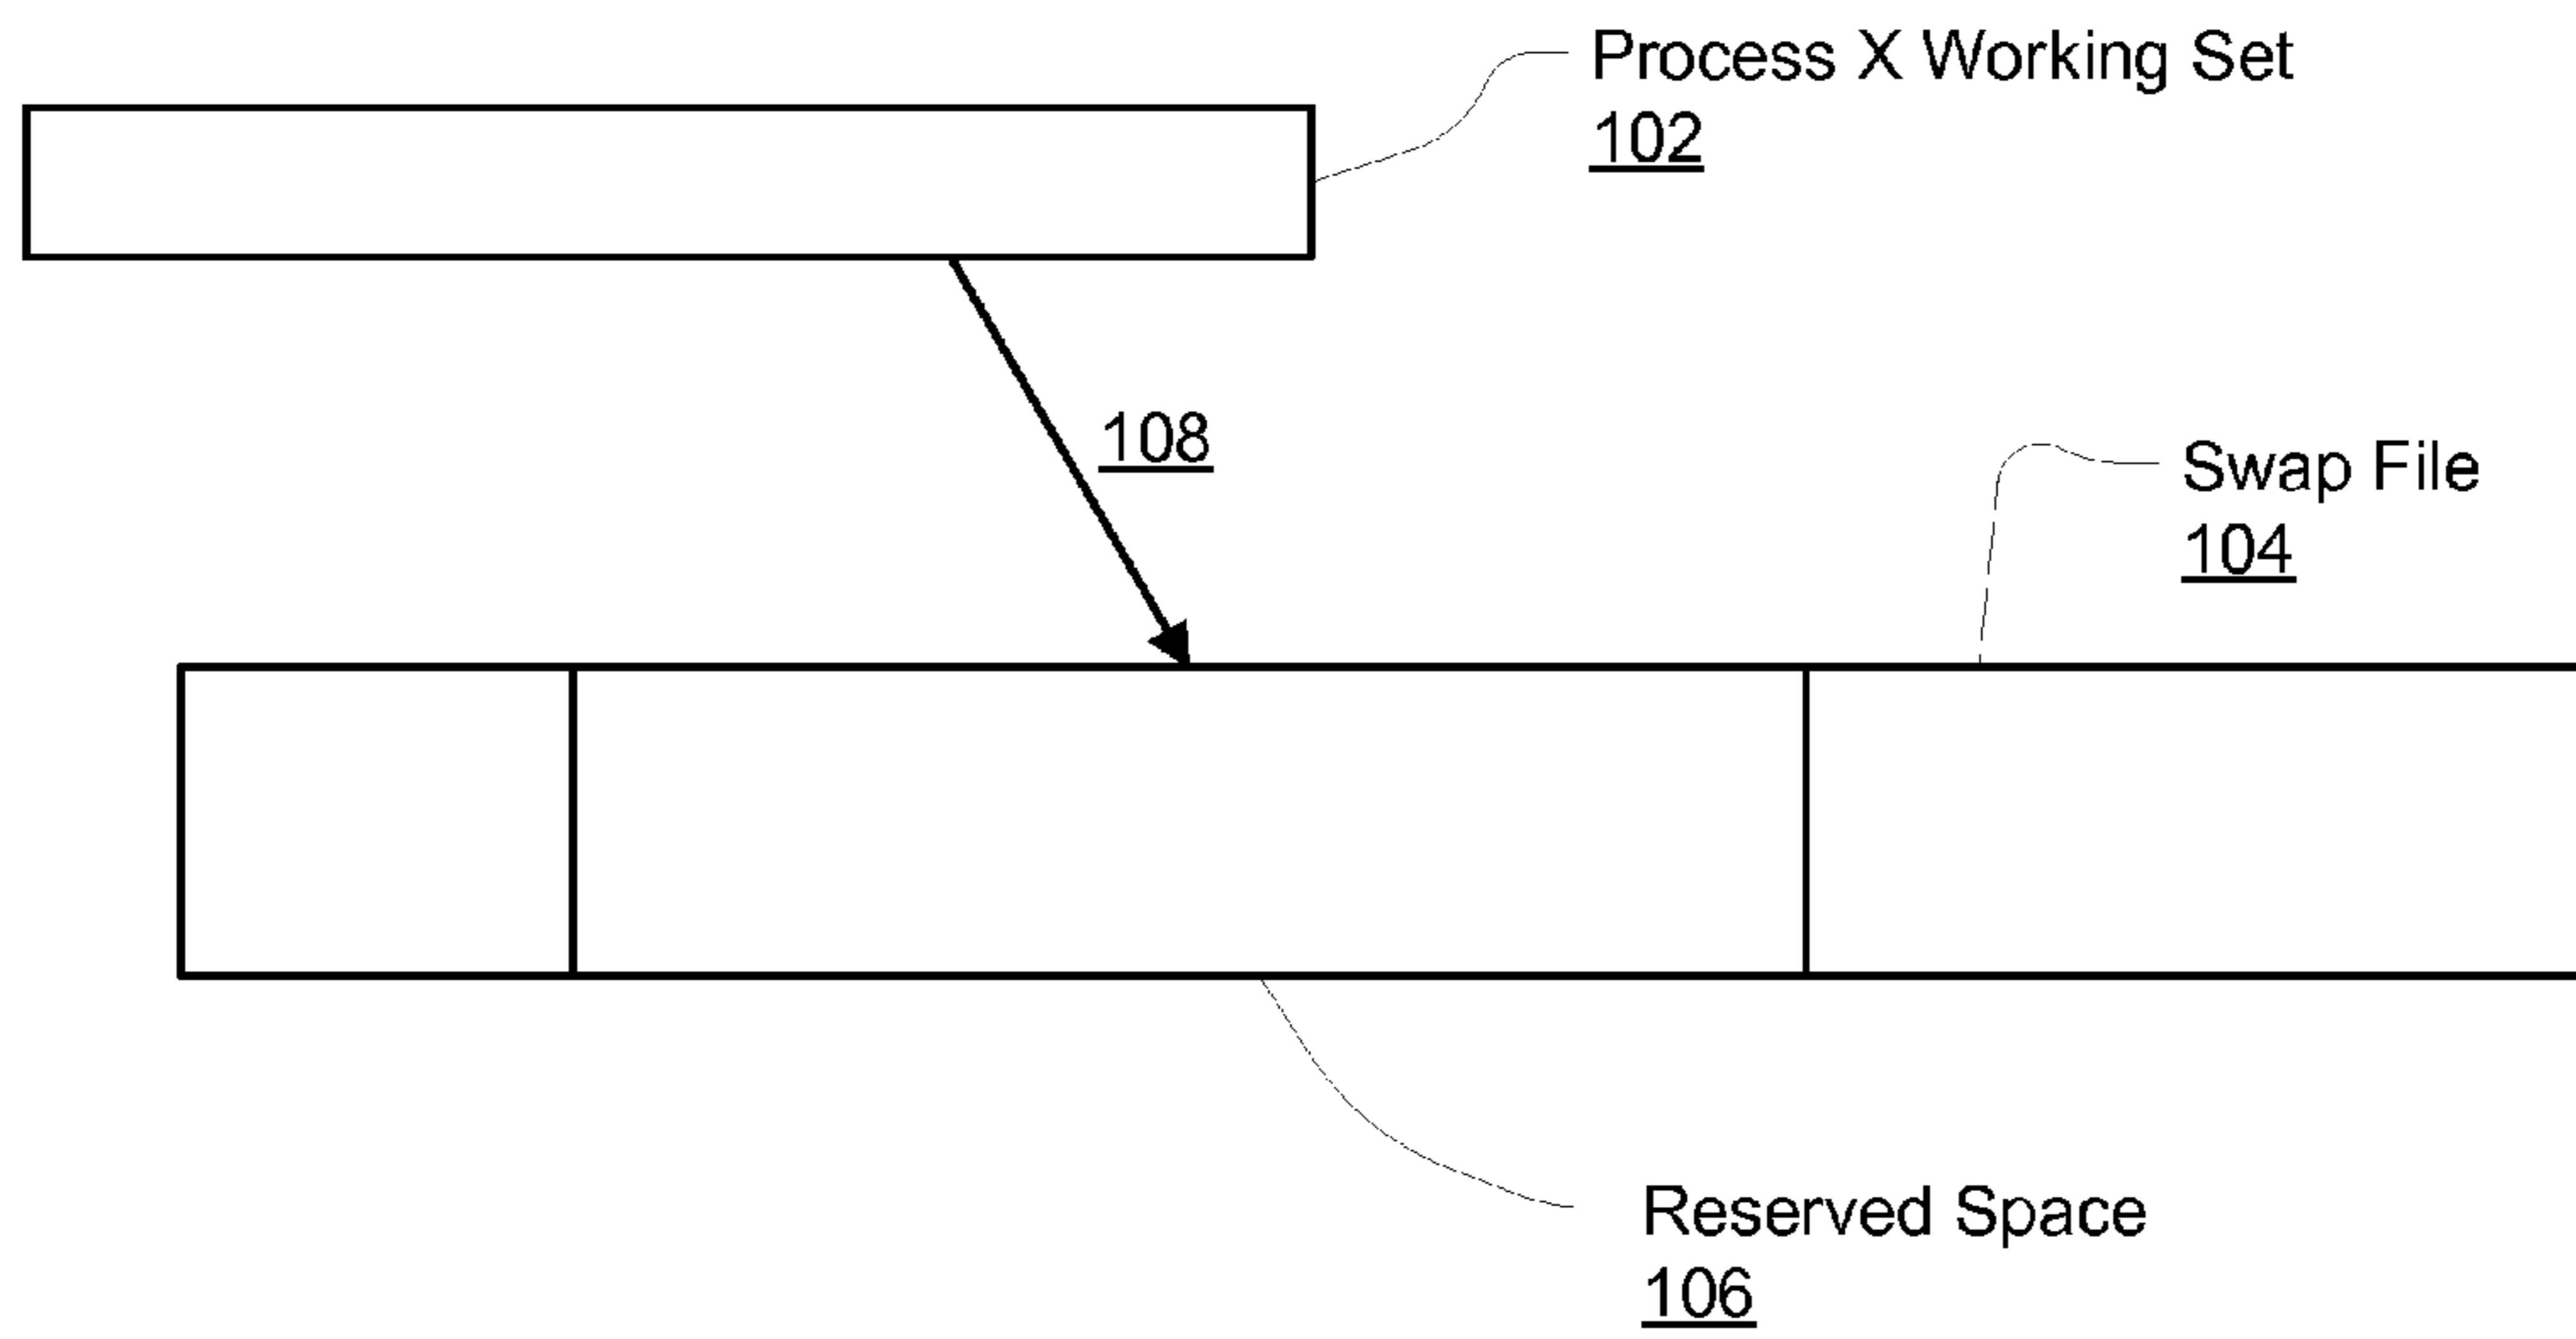 Process X Working Set
102
108
Swap File
104
Reserved Space
106